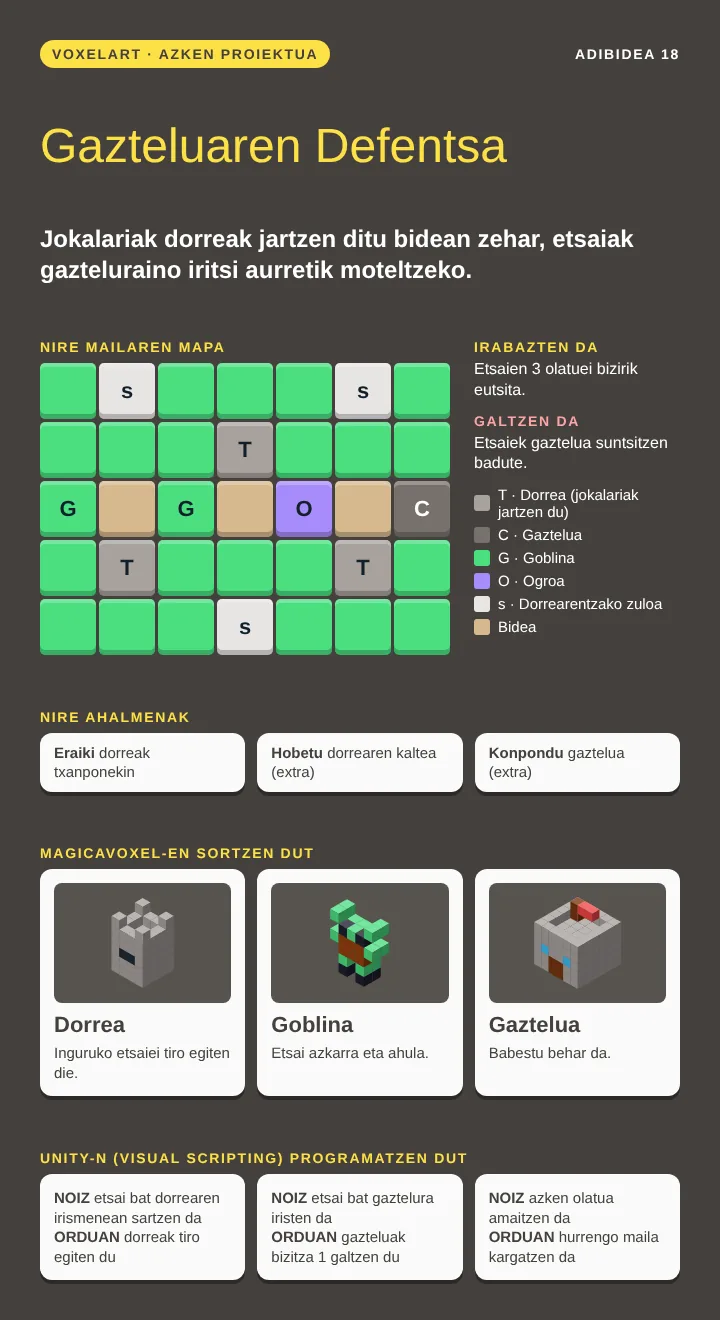 VOXELART · AZKEN PROIEKTUA
ADIBIDEA 18
Gazteluaren Defentsa
Jokalariak dorreak jartzen ditu bidean zehar, etsaiak
gazteluraino iritsi aurretik moteltzeko.
NIRE MAILAREN MAPA
s s
T
G G O C
T T
s
IRABAZTEN DA
Etsaien 3 olatuei bizirik
eutsita.
GALTZEN DA
Etsaiek gaztelua suntsitzen
badute.
T · Dorrea (jokalariak
jartzen du)
C · Gaztelua
G · Goblina
O · Ogroa
s · Dorrearentzako zuloa
Bidea
NIRE AHALMENAK
Eraiki dorreak
txanponekin
Hobetu dorrearen kaltea
(extra)
Konpondu gaztelua
(extra)
MAGICAVOXEL-EN SORTZEN DUT
Dorrea
Inguruko etsaiei tiro egiten
die.
Goblina
Etsai azkarra eta ahula.
Gaztelua
Babestu behar da.
UNITY-N (VISUAL SCRIPTING) PROGRAMATZEN DUT
NOIZ etsai bat dorrearen
irismenean sartzen da
ORDUAN dorreak tiro
egiten du
NOIZ etsai bat gaztelura
iristen da
ORDUAN gazteluak
bizitza 1 galtzen du
NOIZ azken olatua
amaitzen da
ORDUAN hurrengo maila
kargatzen da